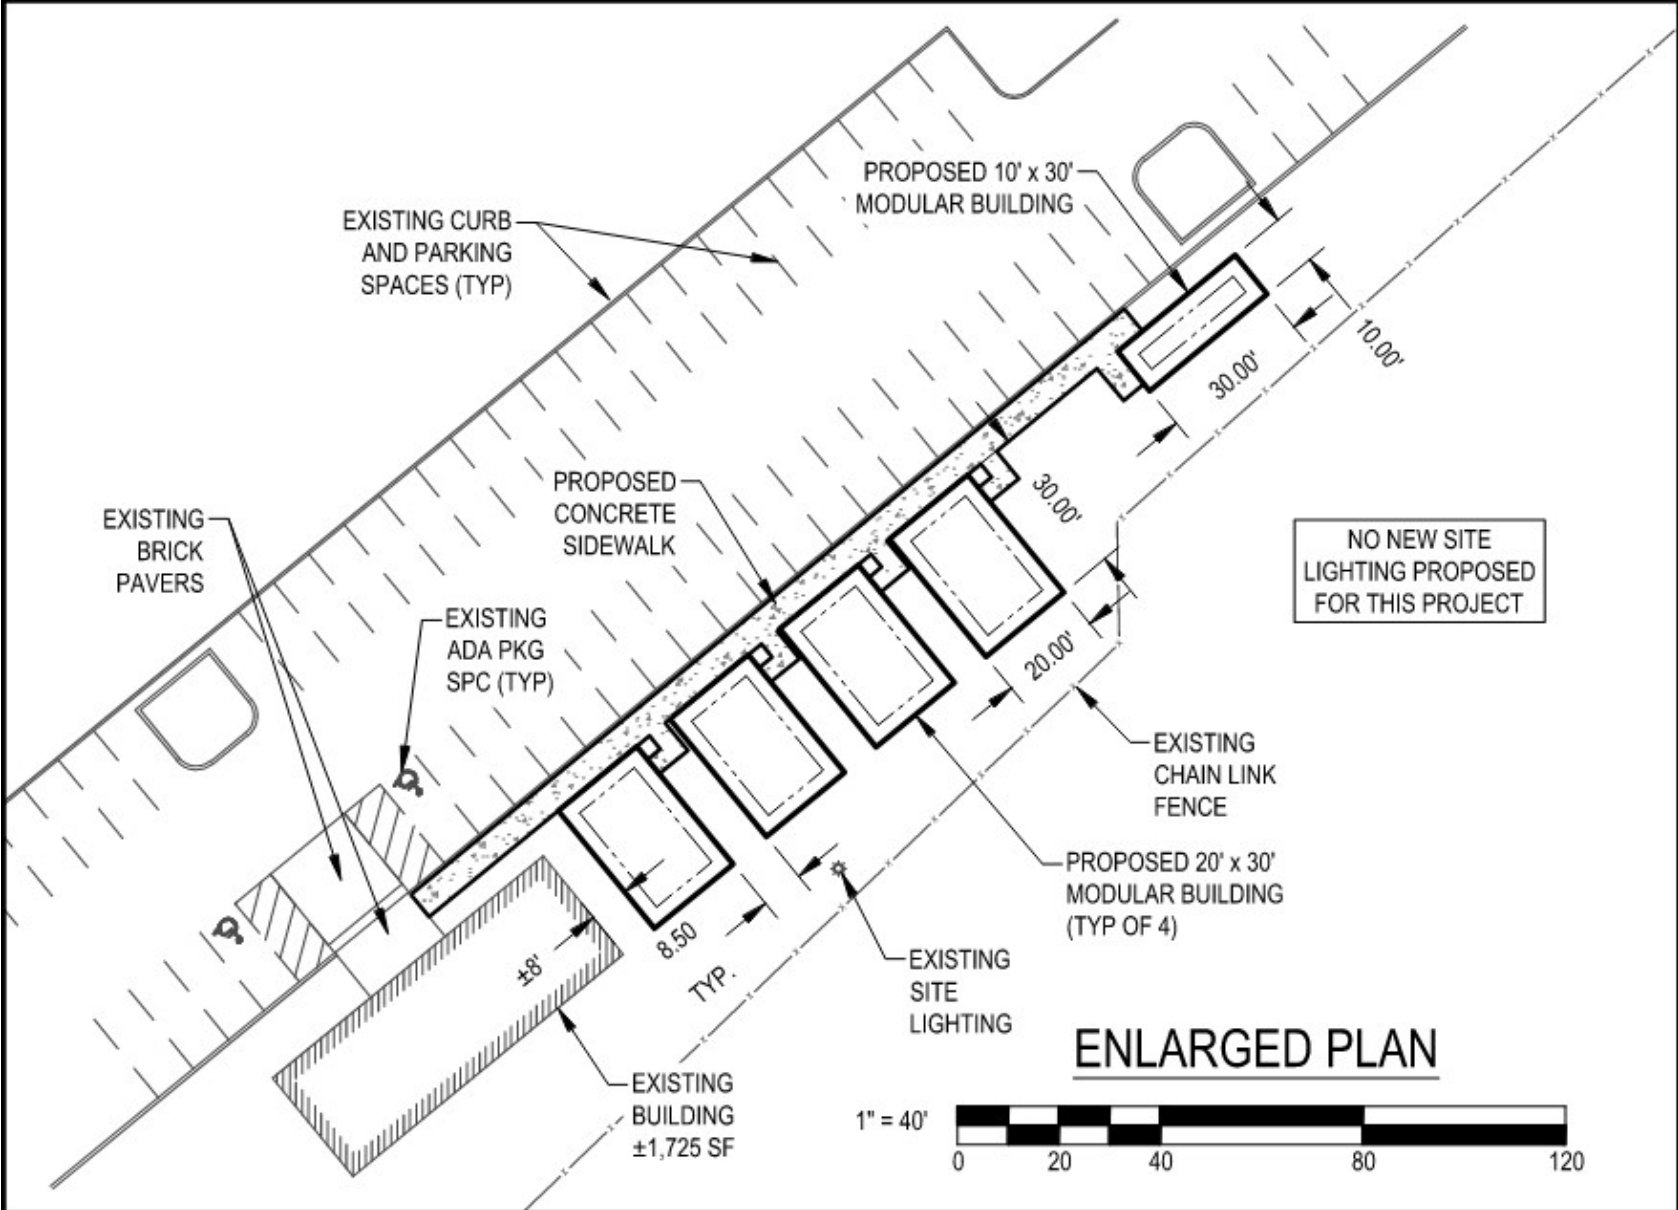 PROPOSED 10' x 30'
MODULAR BUILDING
EXISTING CURB
AND PARKING
SPACES (TYP)
10.00'
30.00'
PROPOSED
CONCRETE
SIDEWALK
30.00'
EXISTING
BRICK
PAVERS
NO NEW SITE
LIGHTING PROPOSED
FOR THIS PROJECT
EXISTING
ADA PKG
SPC (TYP)
20.00'
EXISTING
CHAIN LINK
FENCE
PROPOSED 20' x 30'
MODULAR BUILDING
(TYP OF 4)
8.50
TYP.
±8'
EXISTING
SITE
LIGHTING
EXISTING
BUILDING
±1,725 SF
ENLARGED PLAN
1" = 40'
0 20 40 80 120